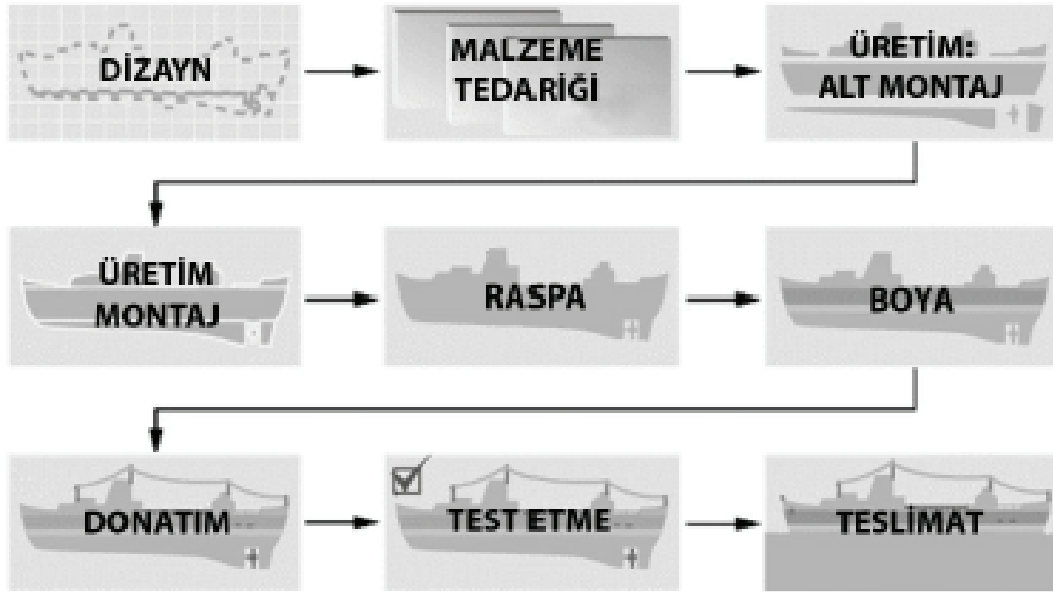 DİZAYN
MALZEME
TEDARİĞİ
ÜRETİM:
ALT MONTAJ
ÜRETİM
MONTAJ
RASPA
BOYA
DONATIM
TEST ETME
TESLİMAT